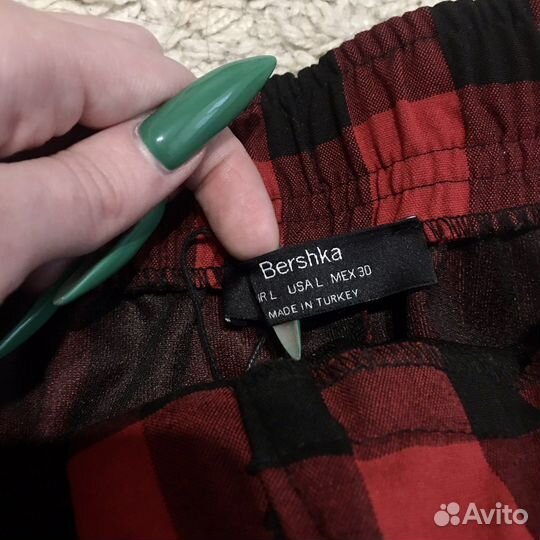 Bershka
L USA L MEX 30
MADE IN TURKEY
Avito